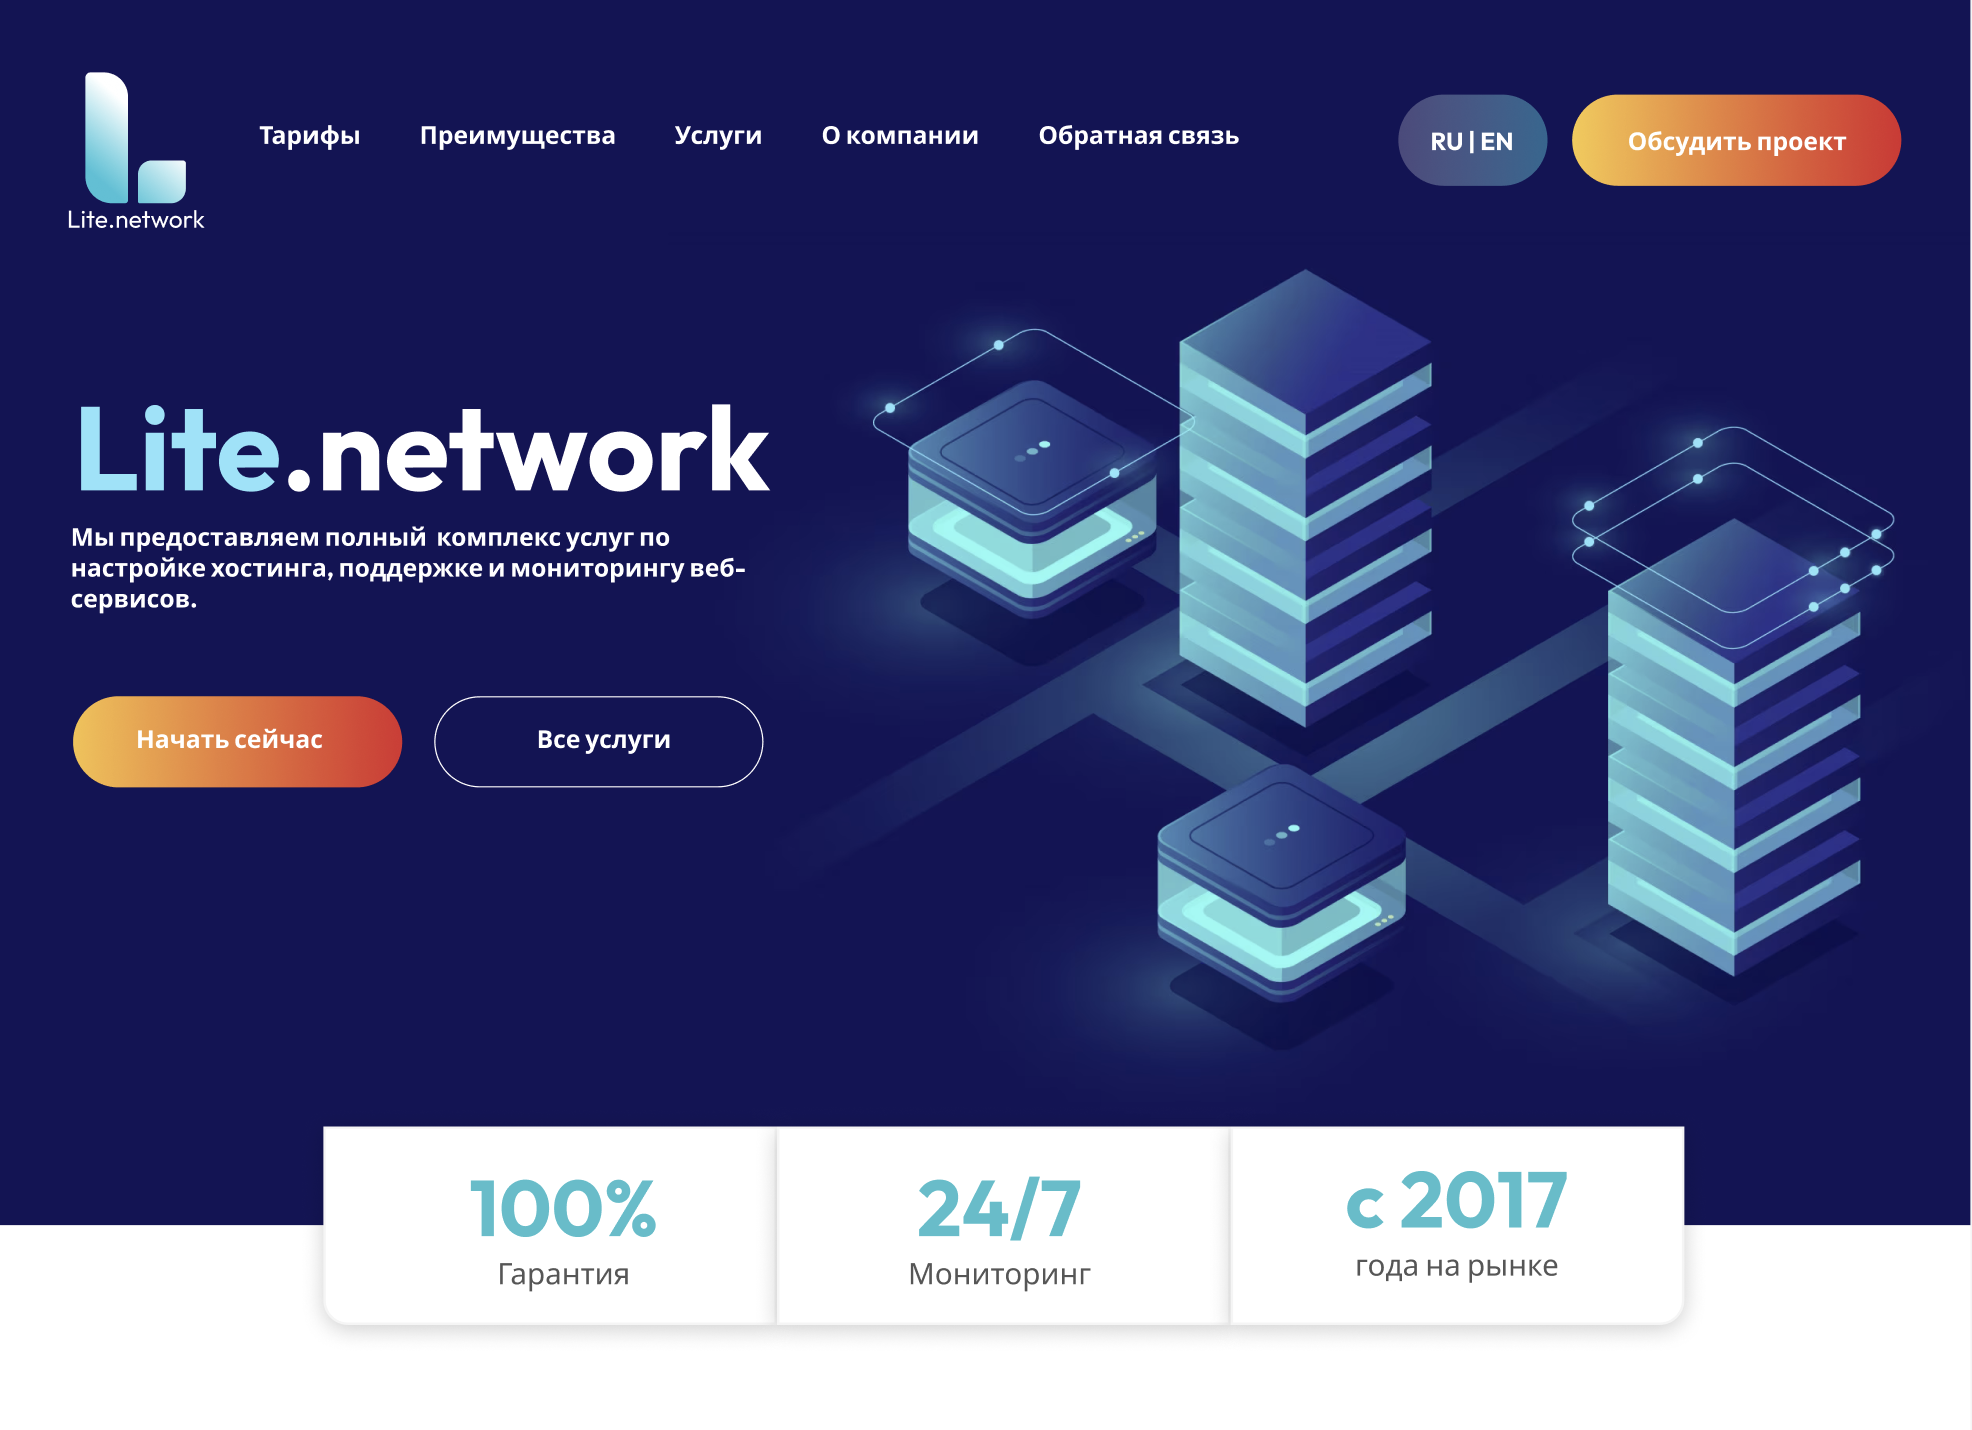 Lite.network
Тарифы
Преимущества
Услуги
О компании
Обратная связь
RU | EN
Обсудить проект
Lite.network
Мы предоставляем полный комплекс услуг по
настройке хостинга, поддержке и мониторингу веб-
сервисов.
Начать сейчас
Все услуги
100%
Гарантия
24/7
Мониторинг
с 2017
года на рынке